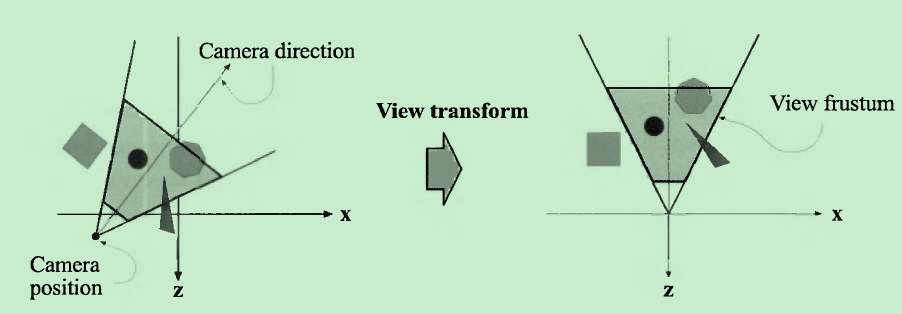 Camera direction
View transform
View frustum
x
x
Camera
position
z
z